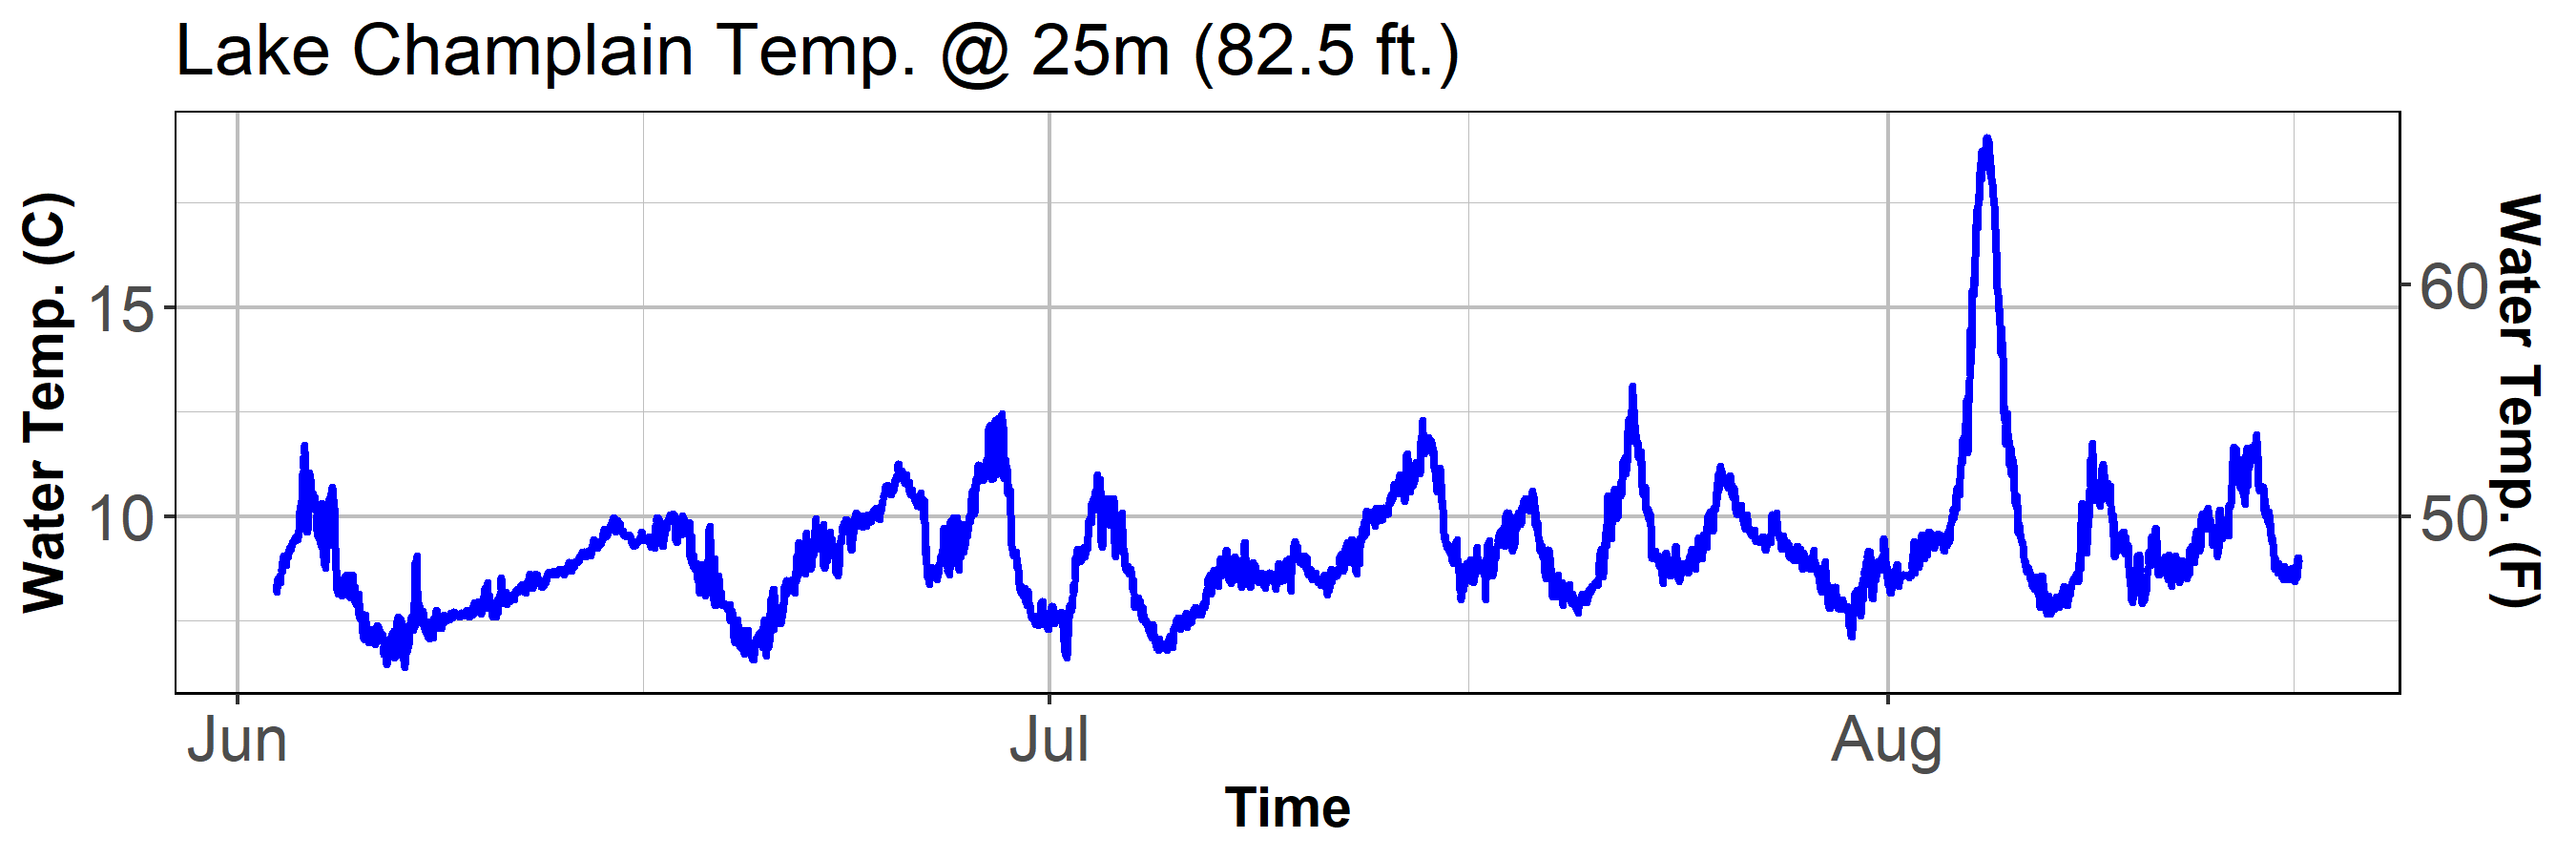 Lake Champlain Temp. @ 25m (82.5 ft.)
Water Temp. (C)
15
10
60
50
Water Temp. (F)
Jun Jul Aug
Time